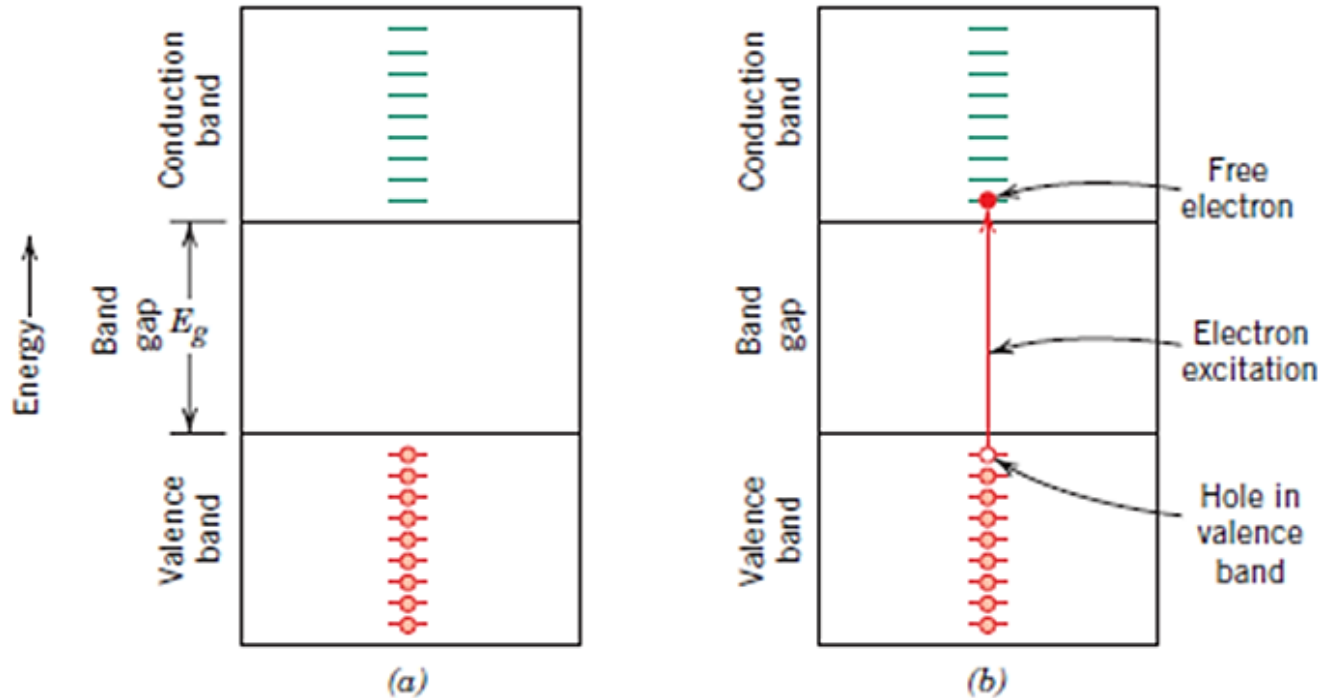 Energy
Conduction
band
Band
gap
E₉
Valence
band
(a)
Conduction
band
Band
gap
Valence
band
(b)
Free
electron
Electron
excitation
Hole in
valence
band